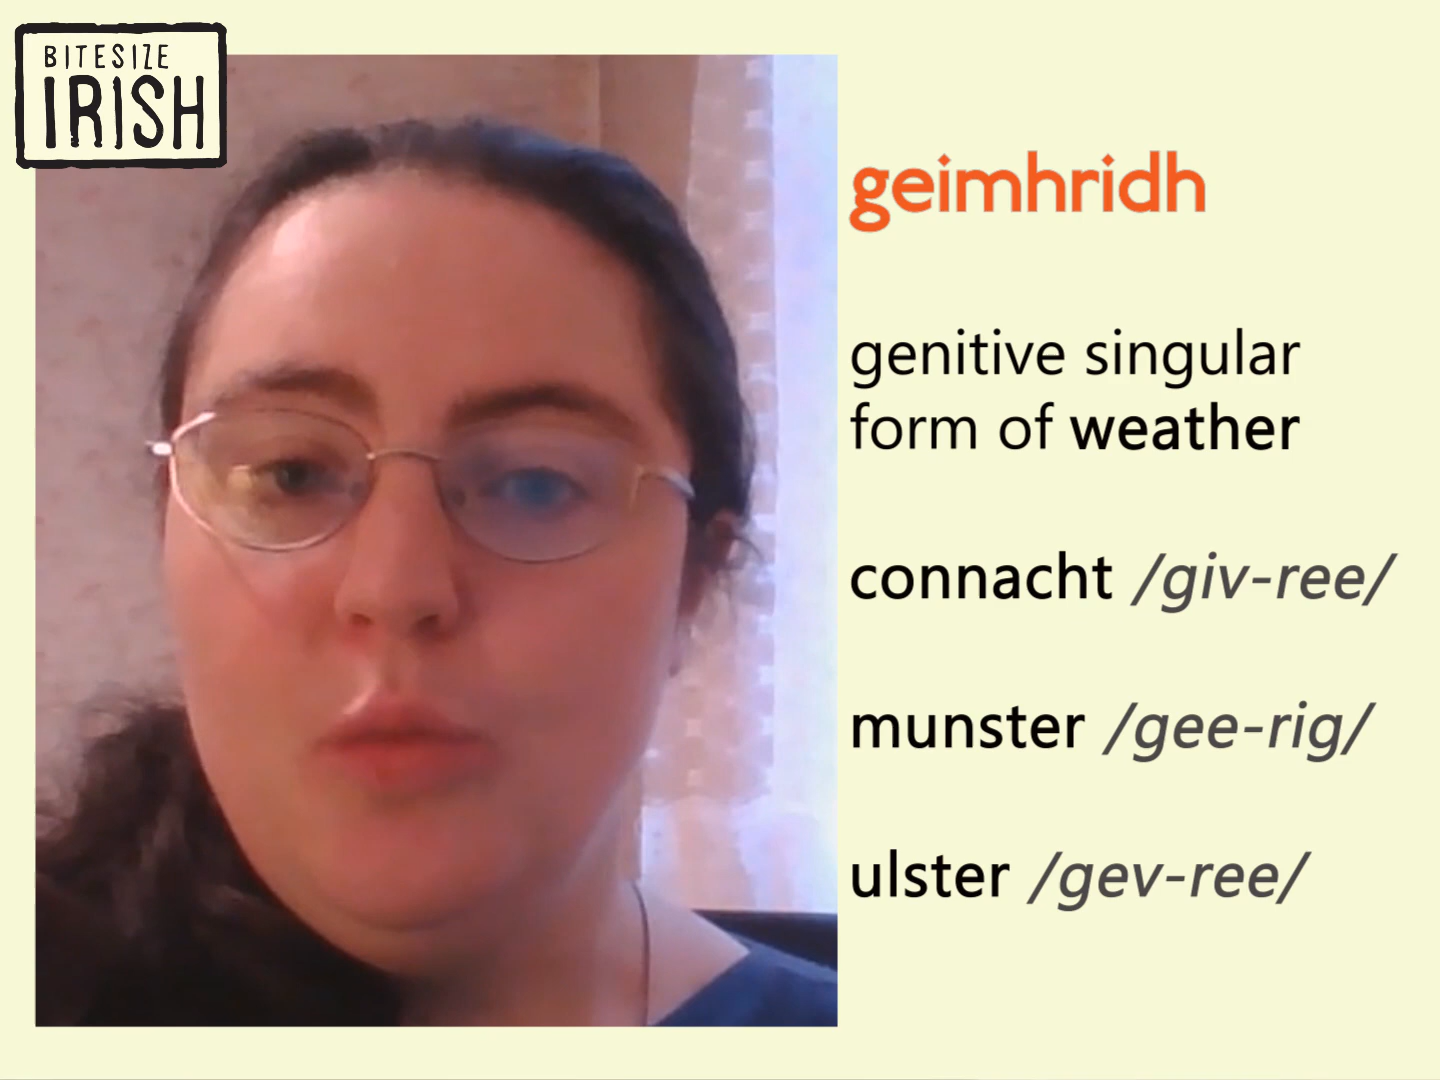 BITESIZE
IRISH
geimhridh
genitive singular
form of weather
connacht /giv-ree/
munster /gee-rig/
ulster /gev-ree/